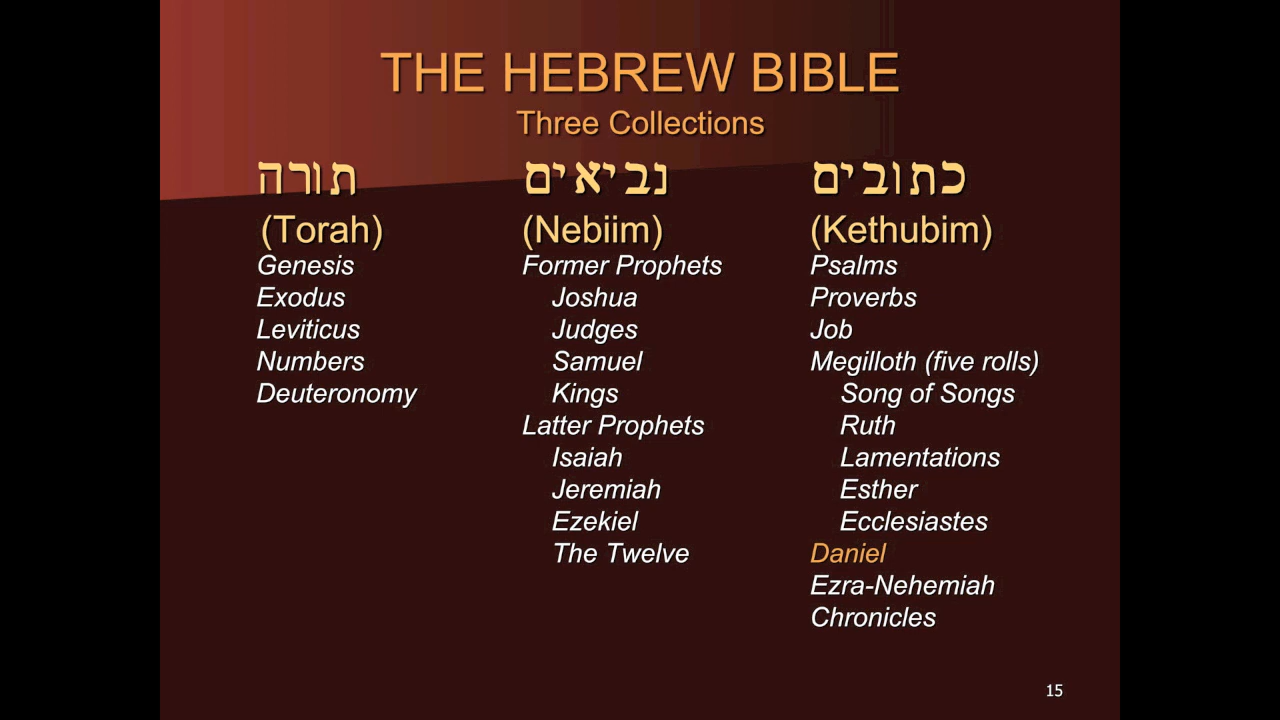 THE HEBREW BIBLE
Three Collections
תורה
(Torah)
Genesis
Exodus
Leviticus
Numbers
Deuteronomy
נביאים
(Nebiim)
Former Prophets
Joshua
Judges
Samuel
Kings
Latter Prophets
Isaiah
Jeremiah
Ezekiel
The Twelve
כתובים
(Kethubim)
Psalms
Proverbs
Job
Megilloth (five rolls)
Song of Songs
Ruth
Lamentations
Esther
Ecclesiastes
Daniel
Ezra-Nehemiah
Chronicles
15